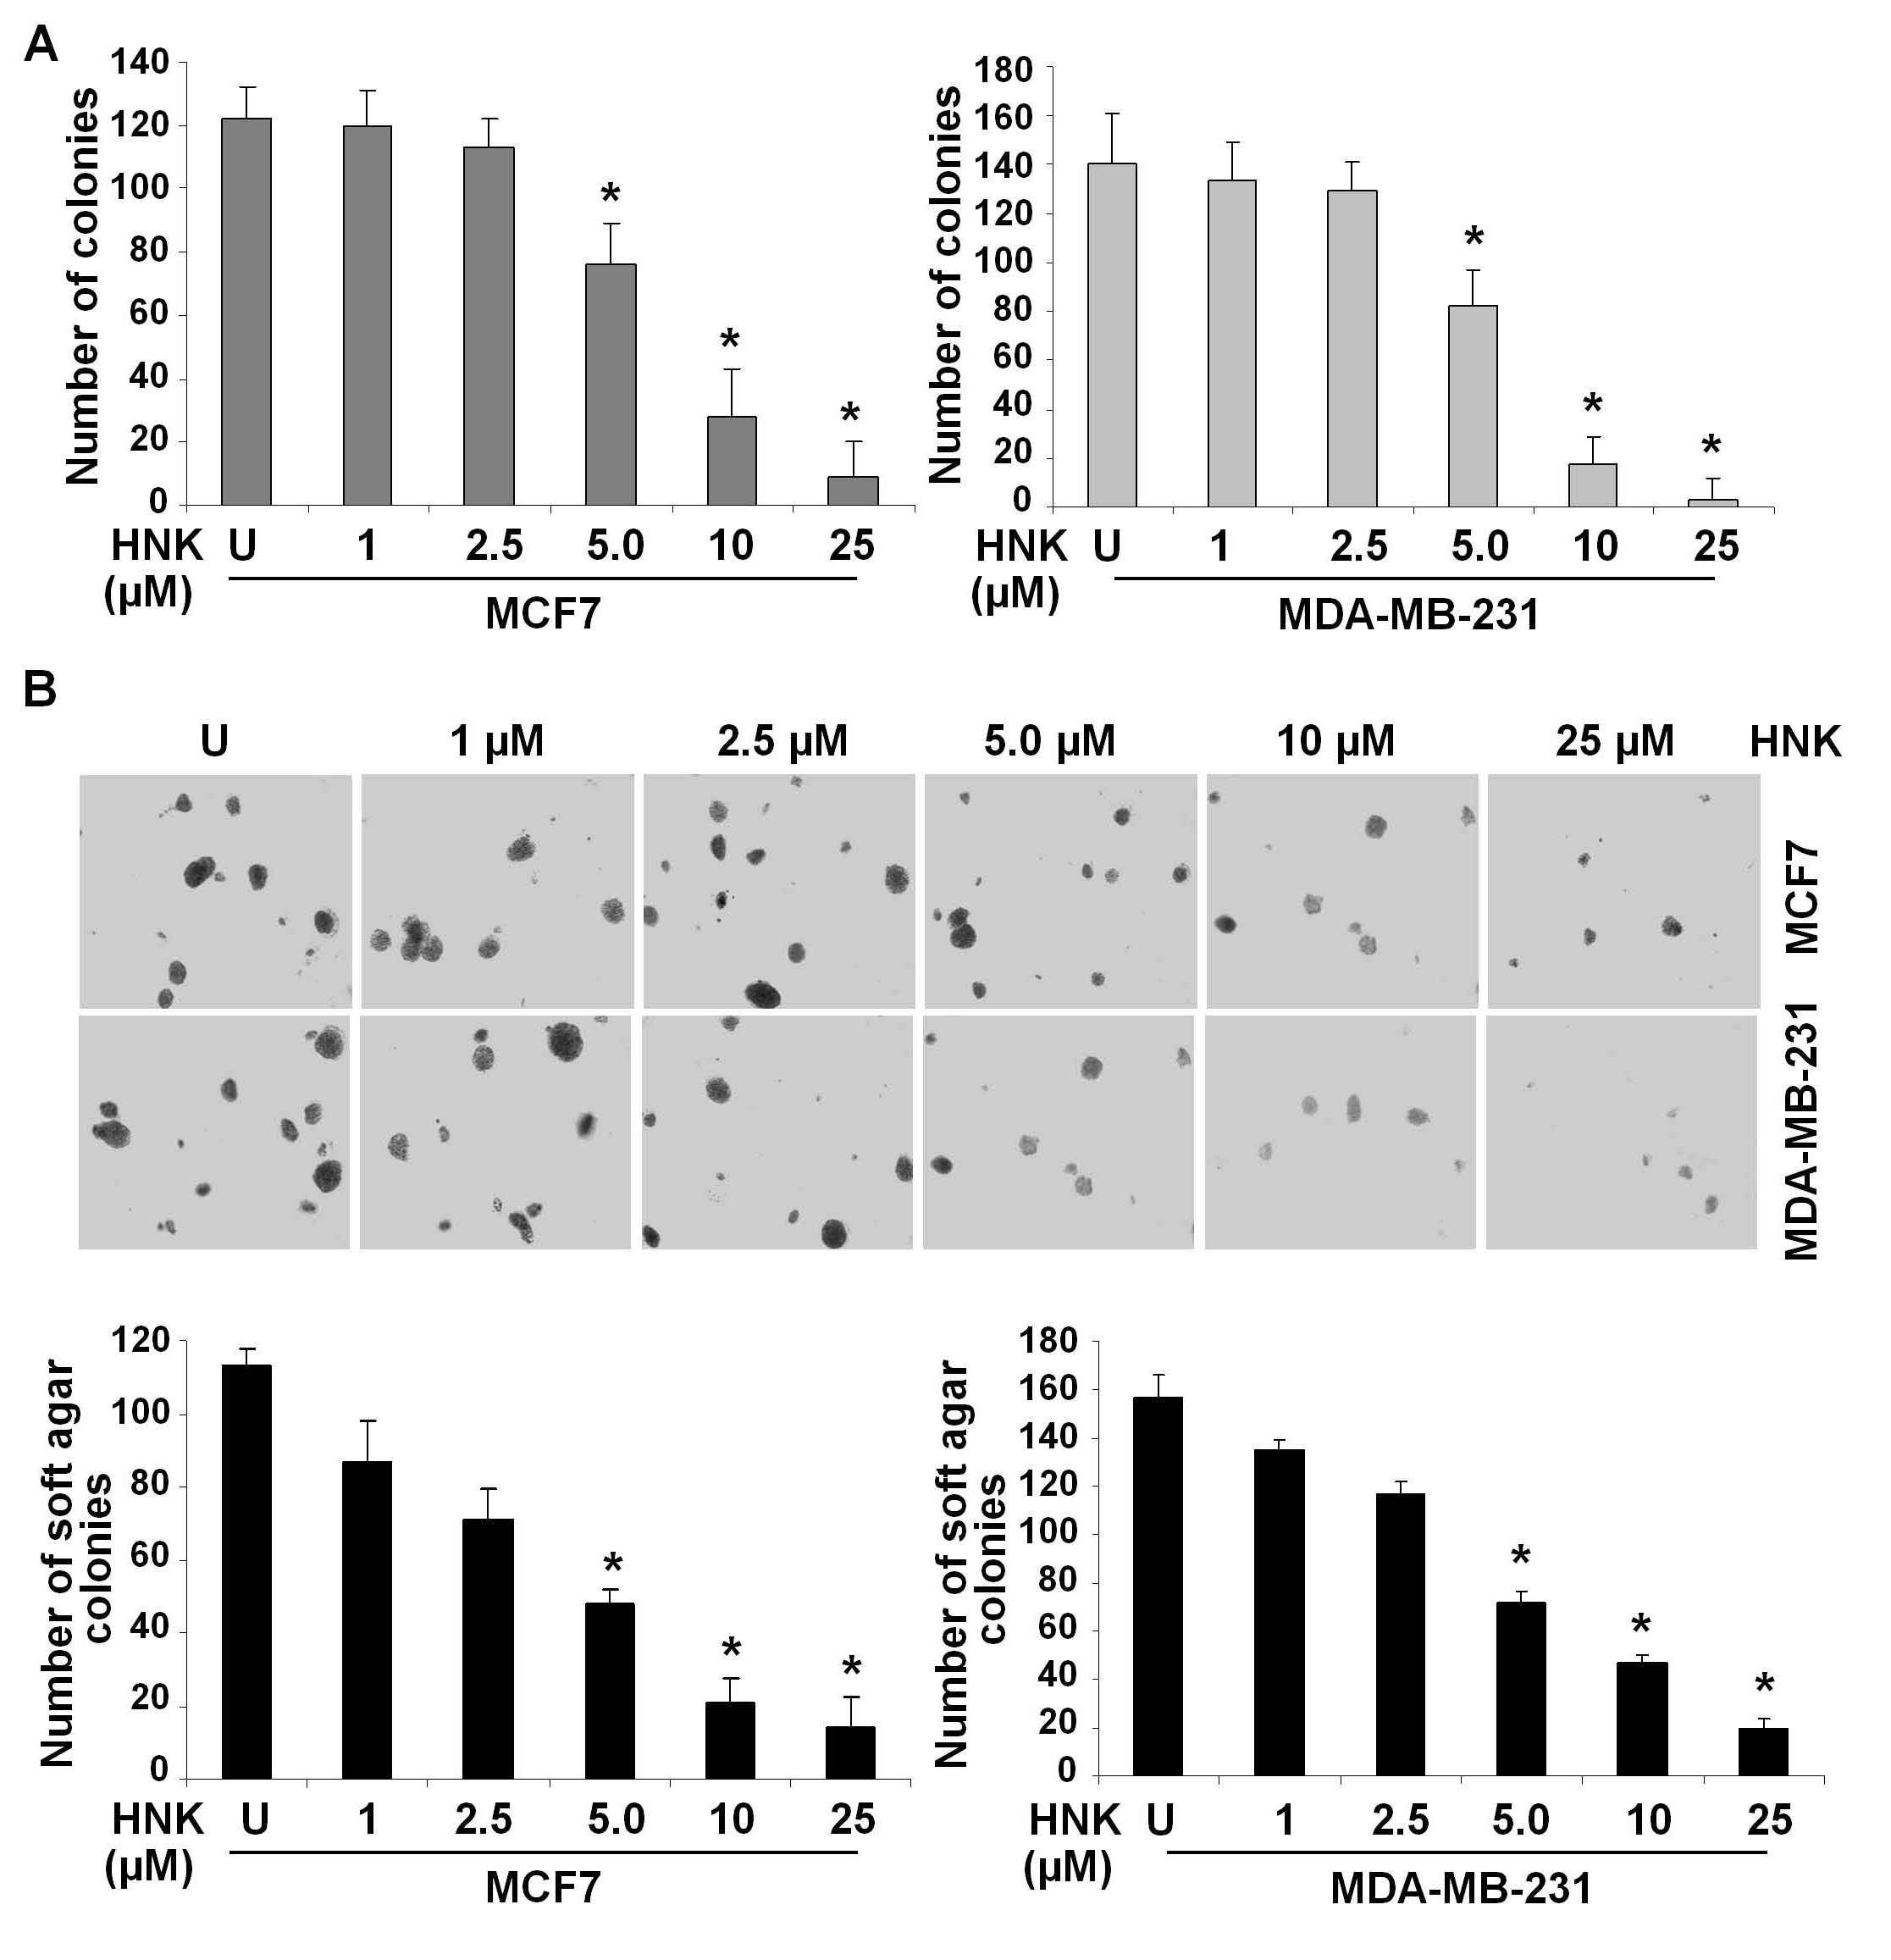 A
140
120
100
80
60
40
20
0
Number of colonies
* * *
HNK U 1 2.5 5.0 10 25
(µM)
MCF7
180
160
140
120
100
80
60
40
20
0
Number of colonies
* * *
HNK U 1 2.5 5.0 10 25
(µM)
MDA-MB-231
B
U 1 µM 2.5 µM 5.0 µM 10 µM 25 µM HNK
MCF7
MDA-MB-231
120
100
80
60
40
20
0
Number of soft agar
colonies
* * *
HNK U 1 2.5 5.0 10 25
(µM)
MCF7
180
160
140
120
100
80
60
40
20
0
Number of soft agar
colonies
* * *
HNK U 1 2.5 5.0 10 25
(µM)
MDA-MB-231